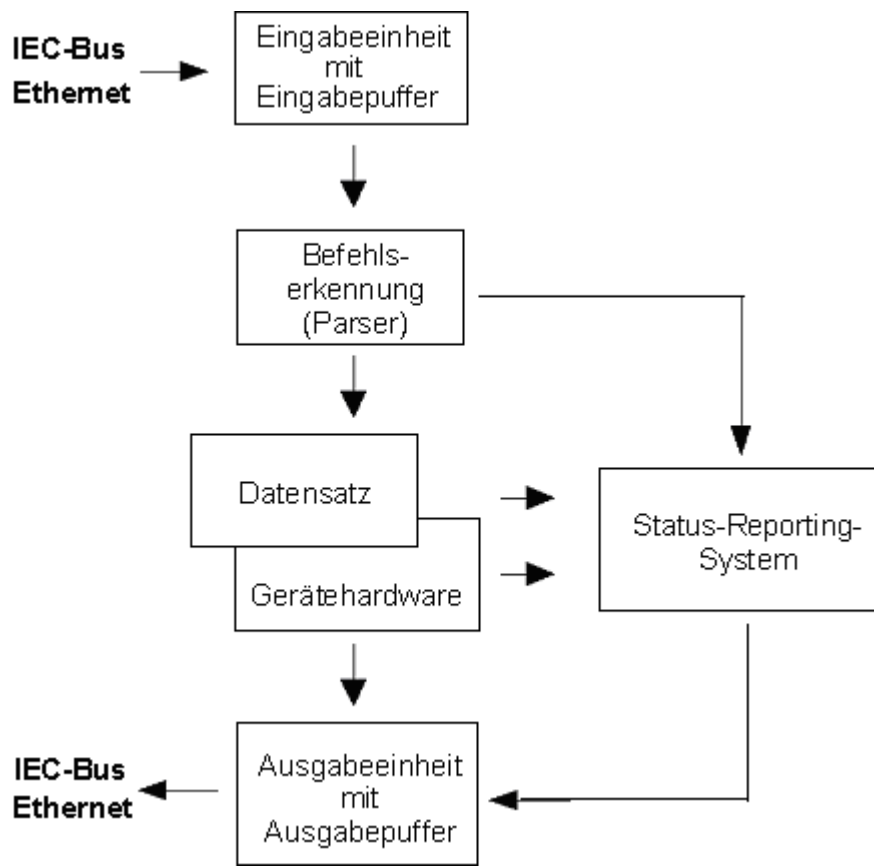 IEC-Bus
Ethernet
Eingabeeinheit
mit
Eingabepuffer
Befehls-
erkennung
(Parser)
Datensatz
Gerätehardware
Status-Reporting-
System
IEC-Bus
Ethernet
Ausgabeeinheit
mit
Ausgabepuffer